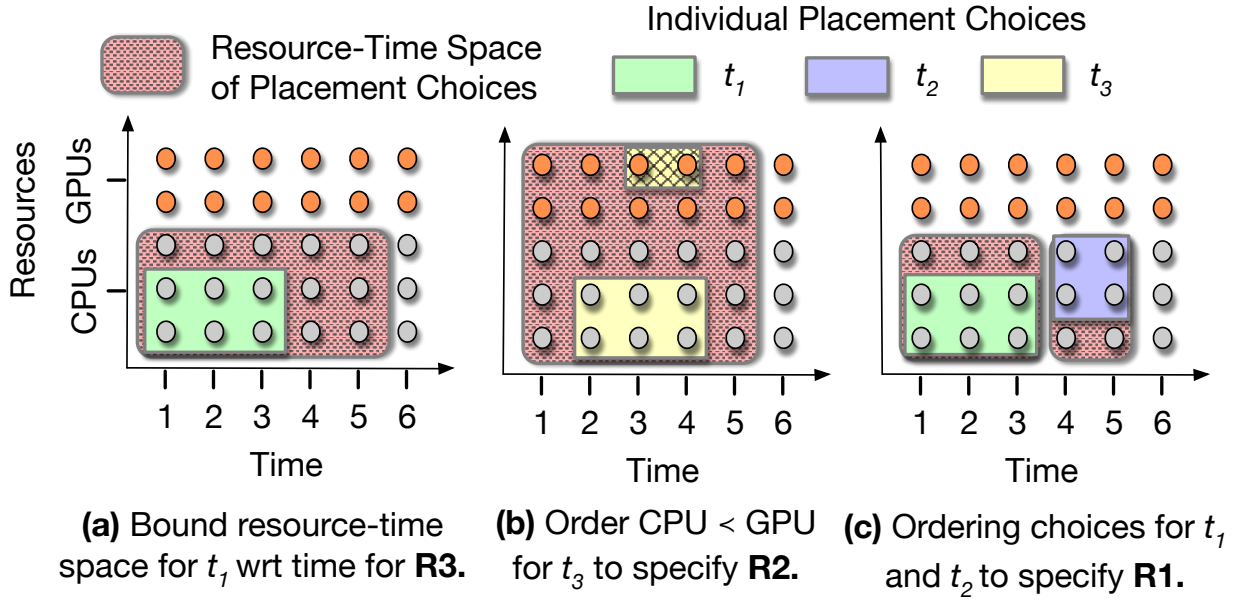 Individual Placement Choices
Resource-Time Space
of Placement Choices
t1
t2
t3
Resources
CPUs GPUs
1 2 3 4 5 6
Time
1 2 3 4 5 6
Time
1 2 3 4 5 6
Time
(a) Bound resource-time
space for t1 wrt time for R3.
(b) Order CPU < GPU
for t3 to specify R2.
(c) Ordering choices for t1
and t2 to specify R1.